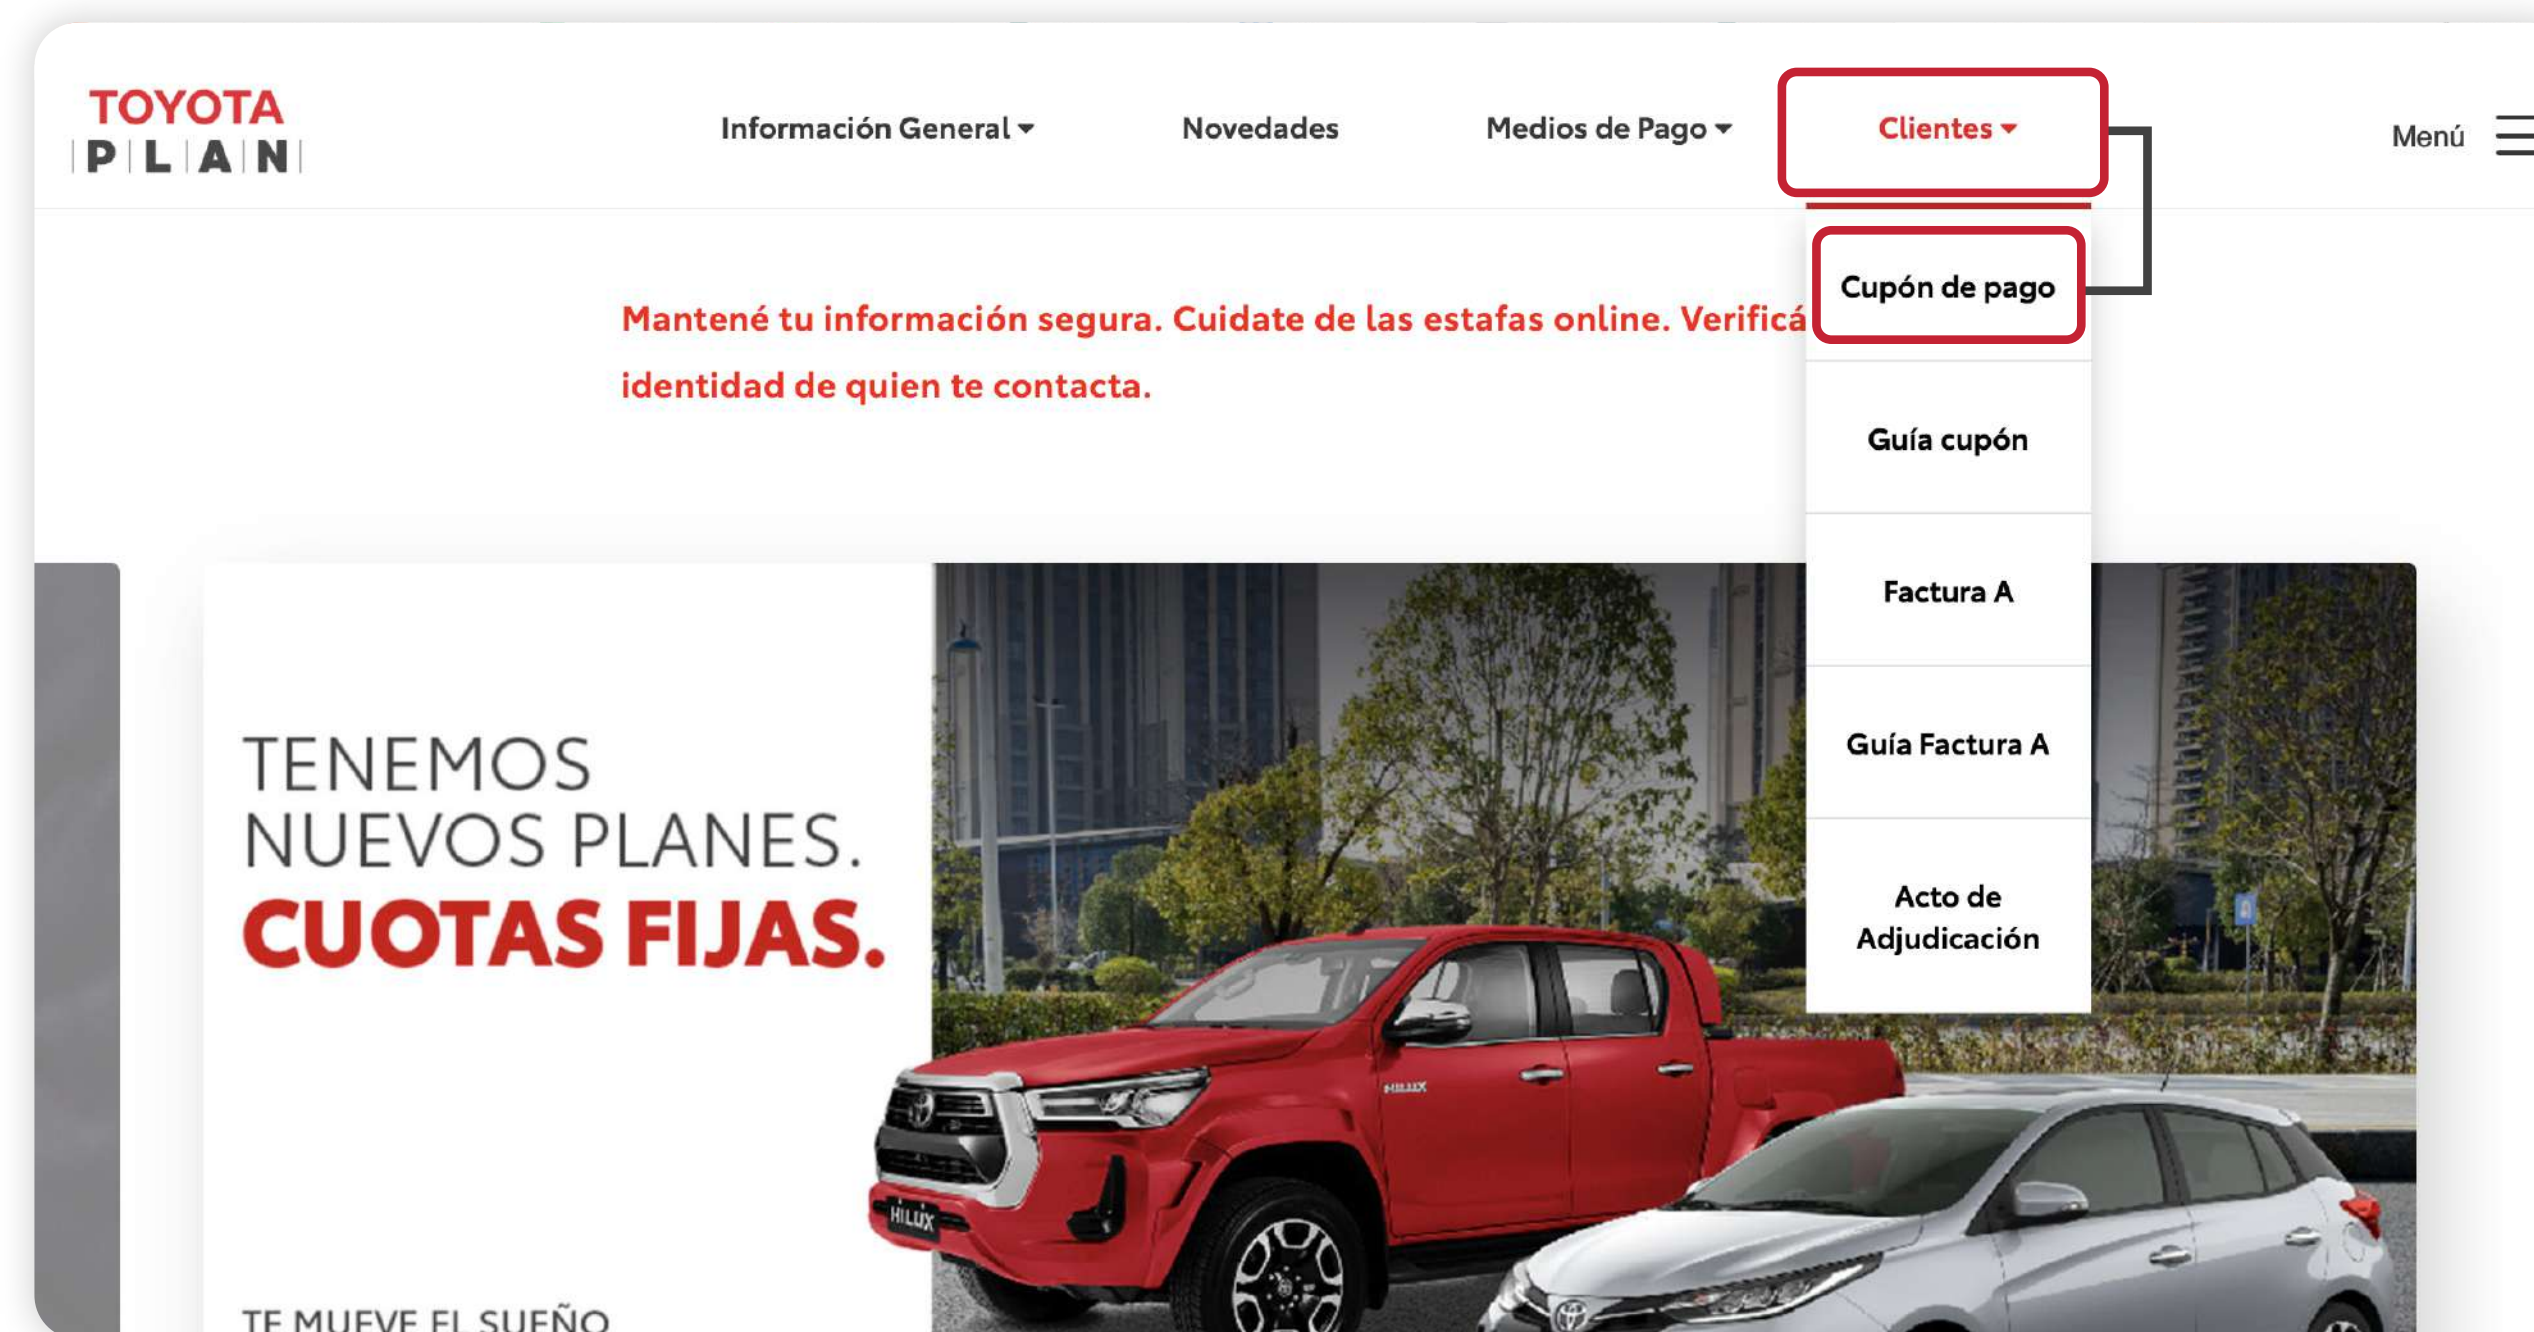 TOYOTA
PLAN
Información General
Novedades
Medios de Pago
Clientes
Menú
Cupón de pago
Guía cupón
Factura A
Guía Factura A
Acto de
Adjudicación
Mantené tu información segura. Cuidate de las estafas online. Verificá
identidad de quien te contacta.
TENEMOS
NUEVOS PLANES.
CUOTAS FIJAS.
TE MUEVE EL SUEÑO
HILUX
HILUX